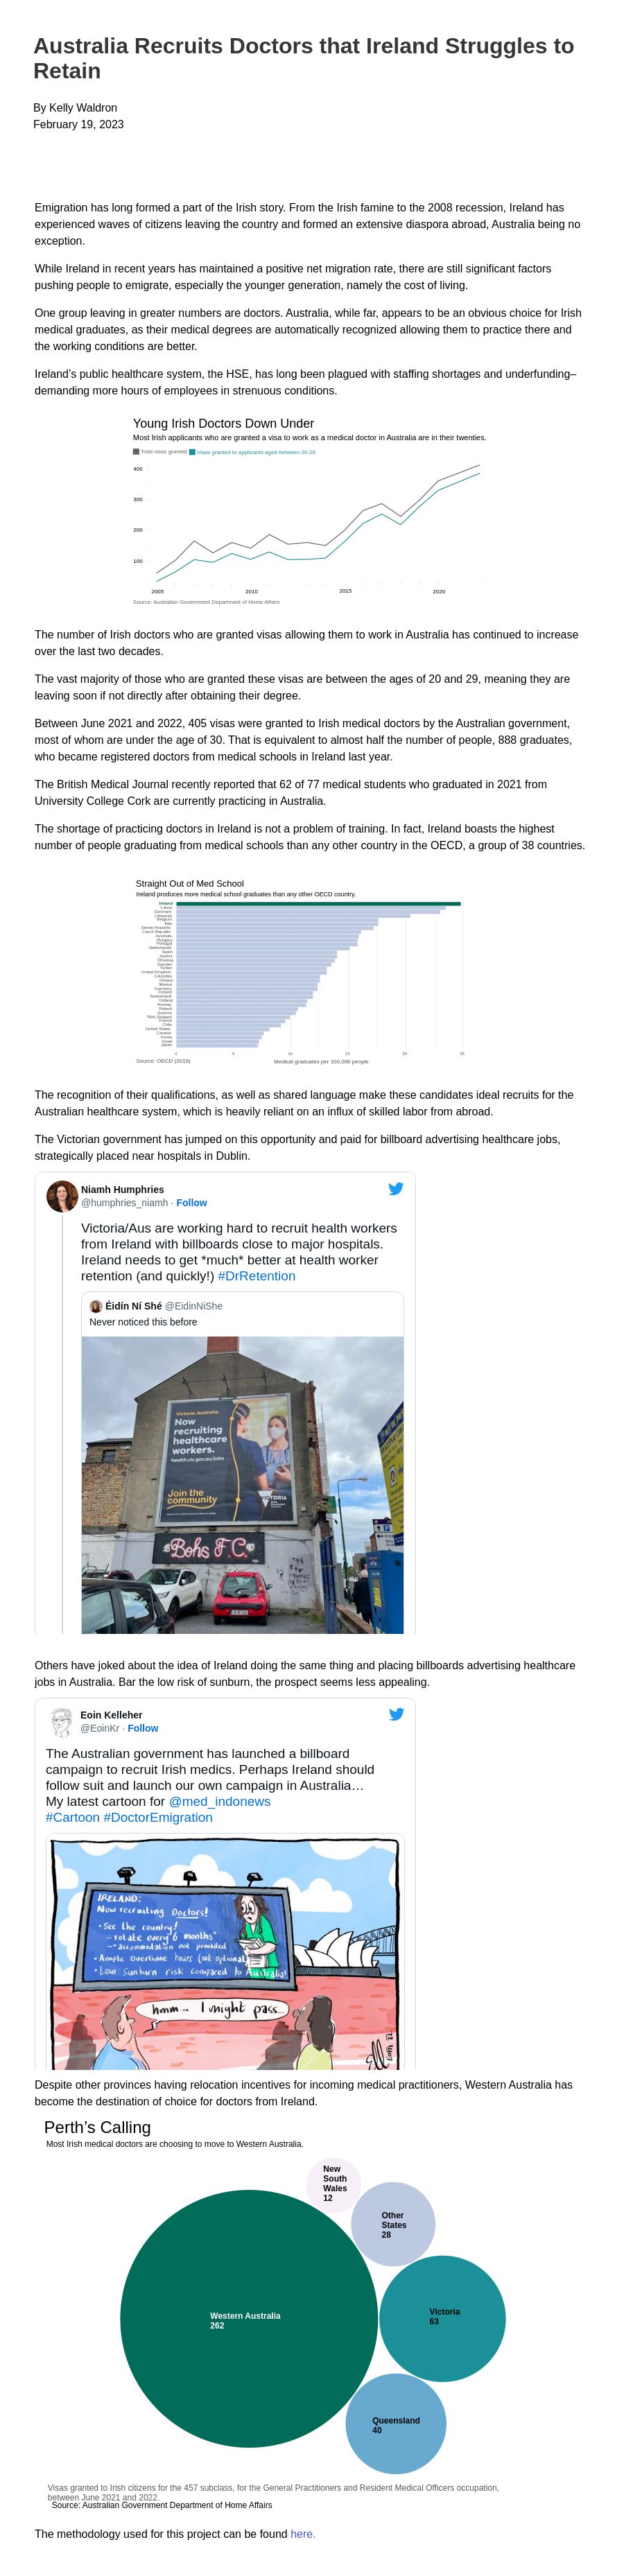 Australia Recruits Doctors that Ireland Struggles to
Retain
By Kelly Waldron
February 19, 2023
Emigration has long formed a part of the Irish story. From the Irish famine to the 2008 recession, Ireland has
experienced waves of citizens leaving the country and formed an extensive diaspora abroad, Australia being no
exception.
While Ireland in recent years has maintained a positive net migration rate, there are still significant factors
pushing people to emigrate, especially the younger generation, namely the cost of living.
One group leaving in greater numbers are doctors. Australia, while far, appears to be an obvious choice for Irish
medical graduates, as their medical degrees are automatically recognized allowing them to practice there and
the working conditions are better.
Ireland’s public healthcare system, the HSE, has long been plagued with staffing shortages and underfunding–
demanding more hours of employees in strenuous conditions.
Young Irish Doctors Down Under
Most Irish applicants who are granted a visa to work as a medical doctor in Australia are in their twenties.
Total visas granted Visas granted to applicants aged between 20-29
400
300
200
100
2005 2010 2015 2020
Source: Australian Government Department of Home Affairs
The number of Irish doctors who are granted visas allowing them to work in Australia has continued to increase
over the last two decades.
The vast majority of those who are granted these visas are between the ages of 20 and 29, meaning they are
leaving soon if not directly after obtaining their degree.
Between June 2021 and 2022, 405 visas were granted to Irish medical doctors by the Australian government,
most of whom are under the age of 30. That is equivalent to almost half the number of people, 888 graduates,
who became registered doctors from medical schools in Ireland last year.
The British Medical Journal recently reported that 62 of 77 medical students who graduated in 2021 from
University College Cork are currently practicing in Australia.
The shortage of practicing doctors in Ireland is not a problem of training. In fact, Ireland boasts the highest
number of people graduating from medical schools than any other country in the OECD, a group of 38 countries.
Straight Out of Med School
Ireland produces more medical school graduates than any other OECD country.
Ireland
Latvia
Denmark
Lithuania
Belgium
Italy
Slovak Republic
Czech Republic
Australia
Hungary
Portugal
Netherlands
Spain
Austria
Slovenia
Sweden
Turkey
United Kingdom
Colombia
Greece
Mexico
Germany
Finland
Switzerland
Iceland
Norway
Poland
Estonia
New Zealand
France
Chile
United States
Canada
Korea
Israel
Japan
0 5 10 15 20 25
Source: OECD (2019) Medical graduates per 100,000 people
The recognition of their qualifications, as well as shared language make these candidates ideal recruits for the
Australian healthcare system, which is heavily reliant on an influx of skilled labor from abroad.
The Victorian government has jumped on this opportunity and paid for billboard advertising healthcare jobs,
strategically placed near hospitals in Dublin.
Niamh Humphries
@humphries_niamh · Follow
Victoria/Aus are working hard to recruit health workers
from Ireland with billboards close to major hospitals.
Ireland needs to get *much* better at health worker
retention (and quickly!) #DrRetention
Éidín Ní Shé @EidinNiShe
Never noticed this before
Victoria, Australia
Now
recruiting
healthcare
workers.
health.vic.gov.au/jobs
Join the
community
VICTORIA
Bohs F.C.
Others have joked about the idea of Ireland doing the same thing and placing billboards advertising healthcare
jobs in Australia. Bar the low risk of sunburn, the prospect seems less appealing.
Eoin Kelleher
@EoinKr · Follow
The Australian government has launched a billboard
campaign to recruit Irish medics. Perhaps Ireland should
follow suit and launch our own campaign in Australia…
My latest cartoon for @med_indonews
#Cartoon #DoctorEmigration
IRELAND:
Now recruiting Doctors!
• See the country!
- rotate every 6 months*
*-accomodation not provided
• Ample overtime hours (not optional)
• Low Sunburn risk compared to Australia!
hmm... I might pass...
Despite other provinces having relocation incentives for incoming medical practitioners, Western Australia has
become the destination of choice for doctors from Ireland.
Perth’s Calling
Most Irish medical doctors are choosing to move to Western Australia.
New
South
Wales
12
Other
States
28
Western Australia
262
Victoria
63
Queensland
40
Visas granted to Irish citizens for the 457 subclass, for the General Practitioners and Resident Medical Officers occupation,
between June 2021 and 2022.
Source: Australian Government Department of Home Affairs
The methodology used for this project can be found here.